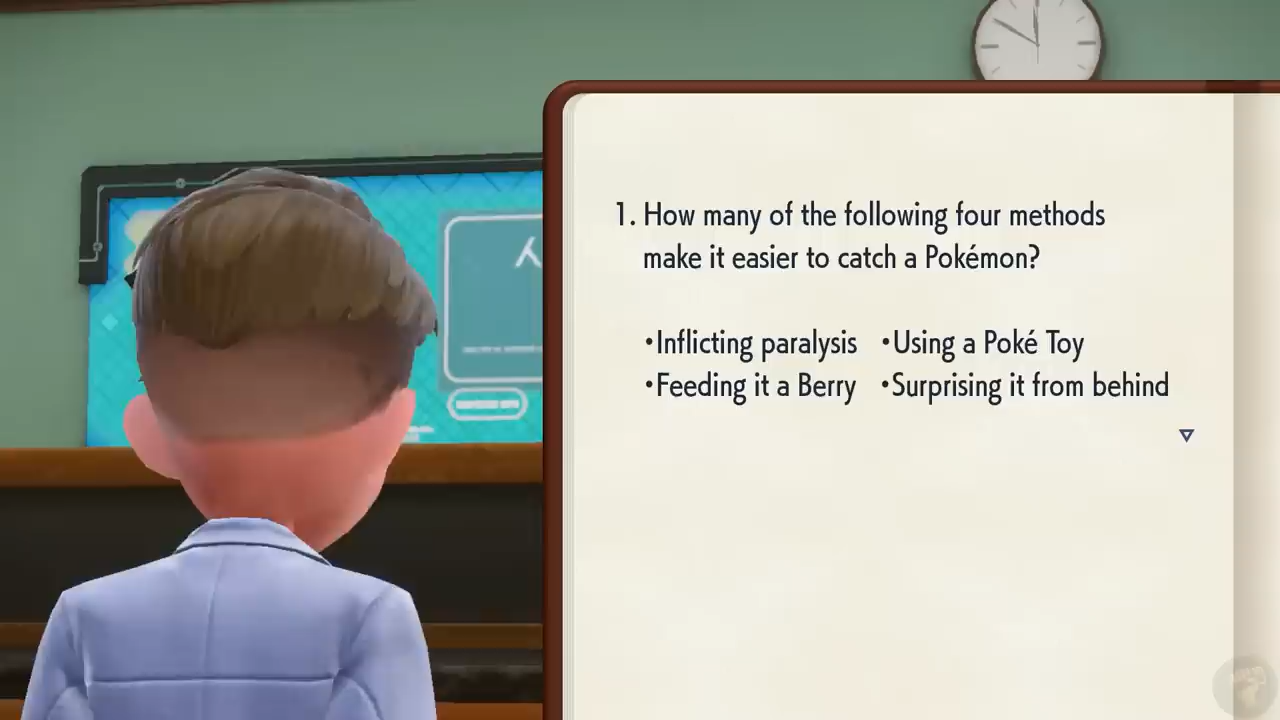 1. How many of the following four methods
make it easier to catch a Pokémon?
•Inflicting paralysis •Using a Poké Toy
•Feeding it a Berry •Surprising it from behind